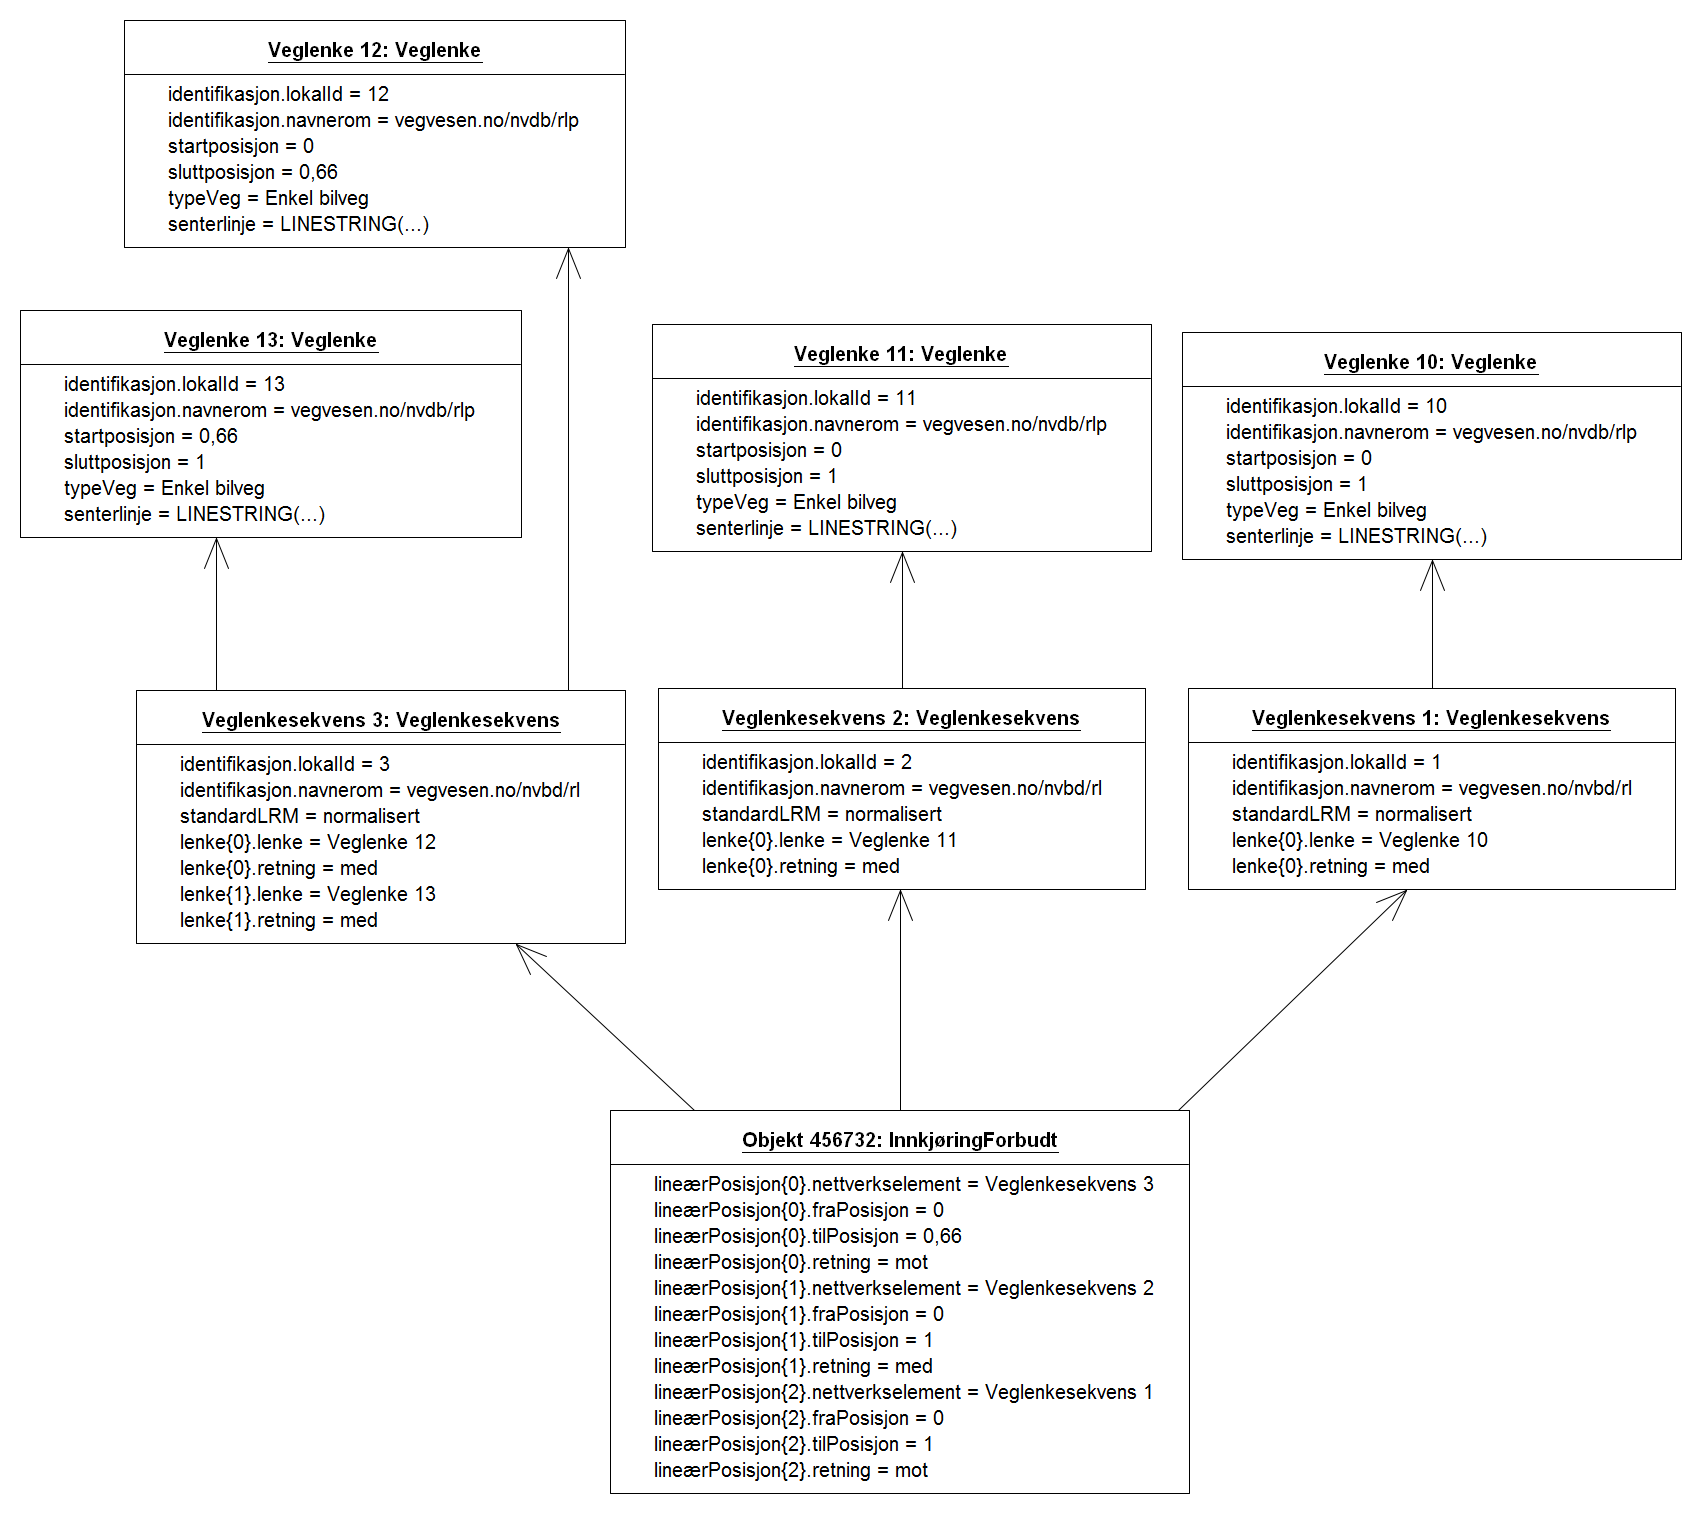 Veglenke 12: Veglenke
identifikasjon.lokalId = 12
identifikasjon.navnerom = vegvesen.no/nvdb/rlp
startposisjon = 0
sluttposisjon = 0,66
typeVeg = Enkel bilveg
senterlinje = LINESTRING(...)
Veglenke 13: Veglenke
identifikasjon.lokalId = 13
identifikasjon.navnerom = vegvesen.no/nvdb/rlp
startposisjon = 0,66
sluttposisjon = 1
typeVeg = Enkel bilveg
senterlinje = LINESTRING(...)
Veglenke 11: Veglenke
identifikasjon.lokalId = 11
identifikasjon.navnerom = vegvesen.no/nvdb/rlp
startposisjon = 0
sluttposisjon = 1
typeVeg = Enkel bilveg
senterlinje = LINESTRING(...)
Veglenke 10: Veglenke
identifikasjon.lokalId = 10
identifikasjon.navnerom = vegvesen.no/nvdb/rlp
startposisjon = 0
sluttposisjon = 1
typeVeg = Enkel bilveg
senterlinje = LINESTRING(...)
Veglenkesekvens 3: Veglenkesekvens
identifikasjon.lokalId = 3
identifikasjon.navnerom = vegvesen.no/nvbd/rl
standardLRM = normalisert
lenke{0}.lenke = Veglenke 12
lenke{0}.retning = med
lenke{1}.lenke = Veglenke 13
lenke{1}.retning = med
Veglenkesekvens 2: Veglenkesekvens
identifikasjon.lokalId = 2
identifikasjon.navnerom = vegvesen.no/nvbd/rl
standardLRM = normalisert
lenke{0}.lenke = Veglenke 11
lenke{0}.retning = med
Veglenkesekvens 1: Veglenkesekvens
identifikasjon.lokalId = 1
identifikasjon.navnerom = vegvesen.no/nvbd/rl
standardLRM = normalisert
lenke{0}.lenke = Veglenke 10
lenke{0}.retning = med
Objekt 456732: InnkjøringForbudt
lineærPosisjon{0}.nettverkselement = Veglenkesekvens 3
lineærPosisjon{0}.fraPosisjon = 0
lineærPosisjon{0}.tilPosisjon = 0,66
lineærPosisjon{0}.retning = mot
lineærPosisjon{1}.nettverkselement = Veglenkesekvens 2
lineærPosisjon{1}.fraPosisjon = 0
lineærPosisjon{1}.tilPosisjon = 1
lineærPosisjon{1}.retning = med
lineærPosisjon{2}.nettverkselement = Veglenkesekvens 1
lineærPosisjon{2}.fraPosisjon = 0
lineærPosisjon{2}.tilPosisjon = 1
lineærPosisjon{2}.retning = mot